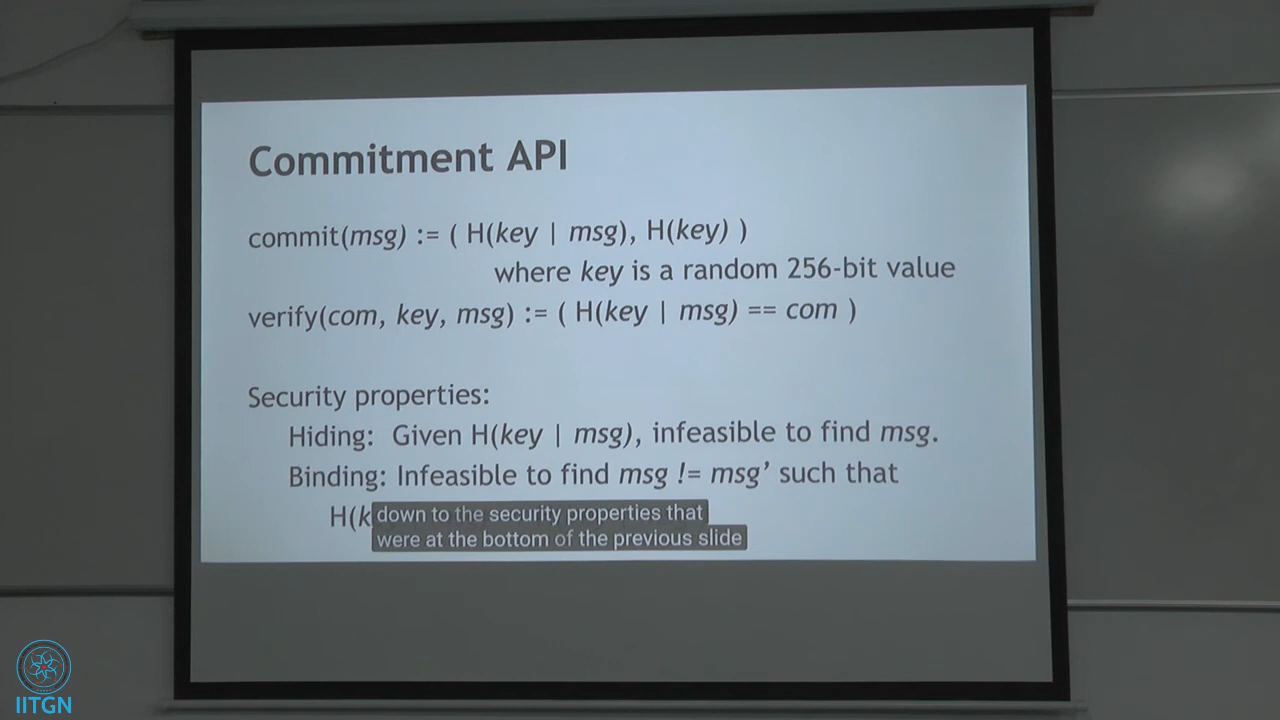 Commitment API
commit(msg) := ( H(key | msg), H(key) )
where key is a random 256-bit value
verify(com, key, msg) := ( H(key | msg) == com )
Security properties:
Hiding: Given H(key | msg), infeasible to find msg.
Binding: Infeasible to find msg != msg’ such that
H(k
down to the security properties that
were at the bottom of the previous slide
IITGN